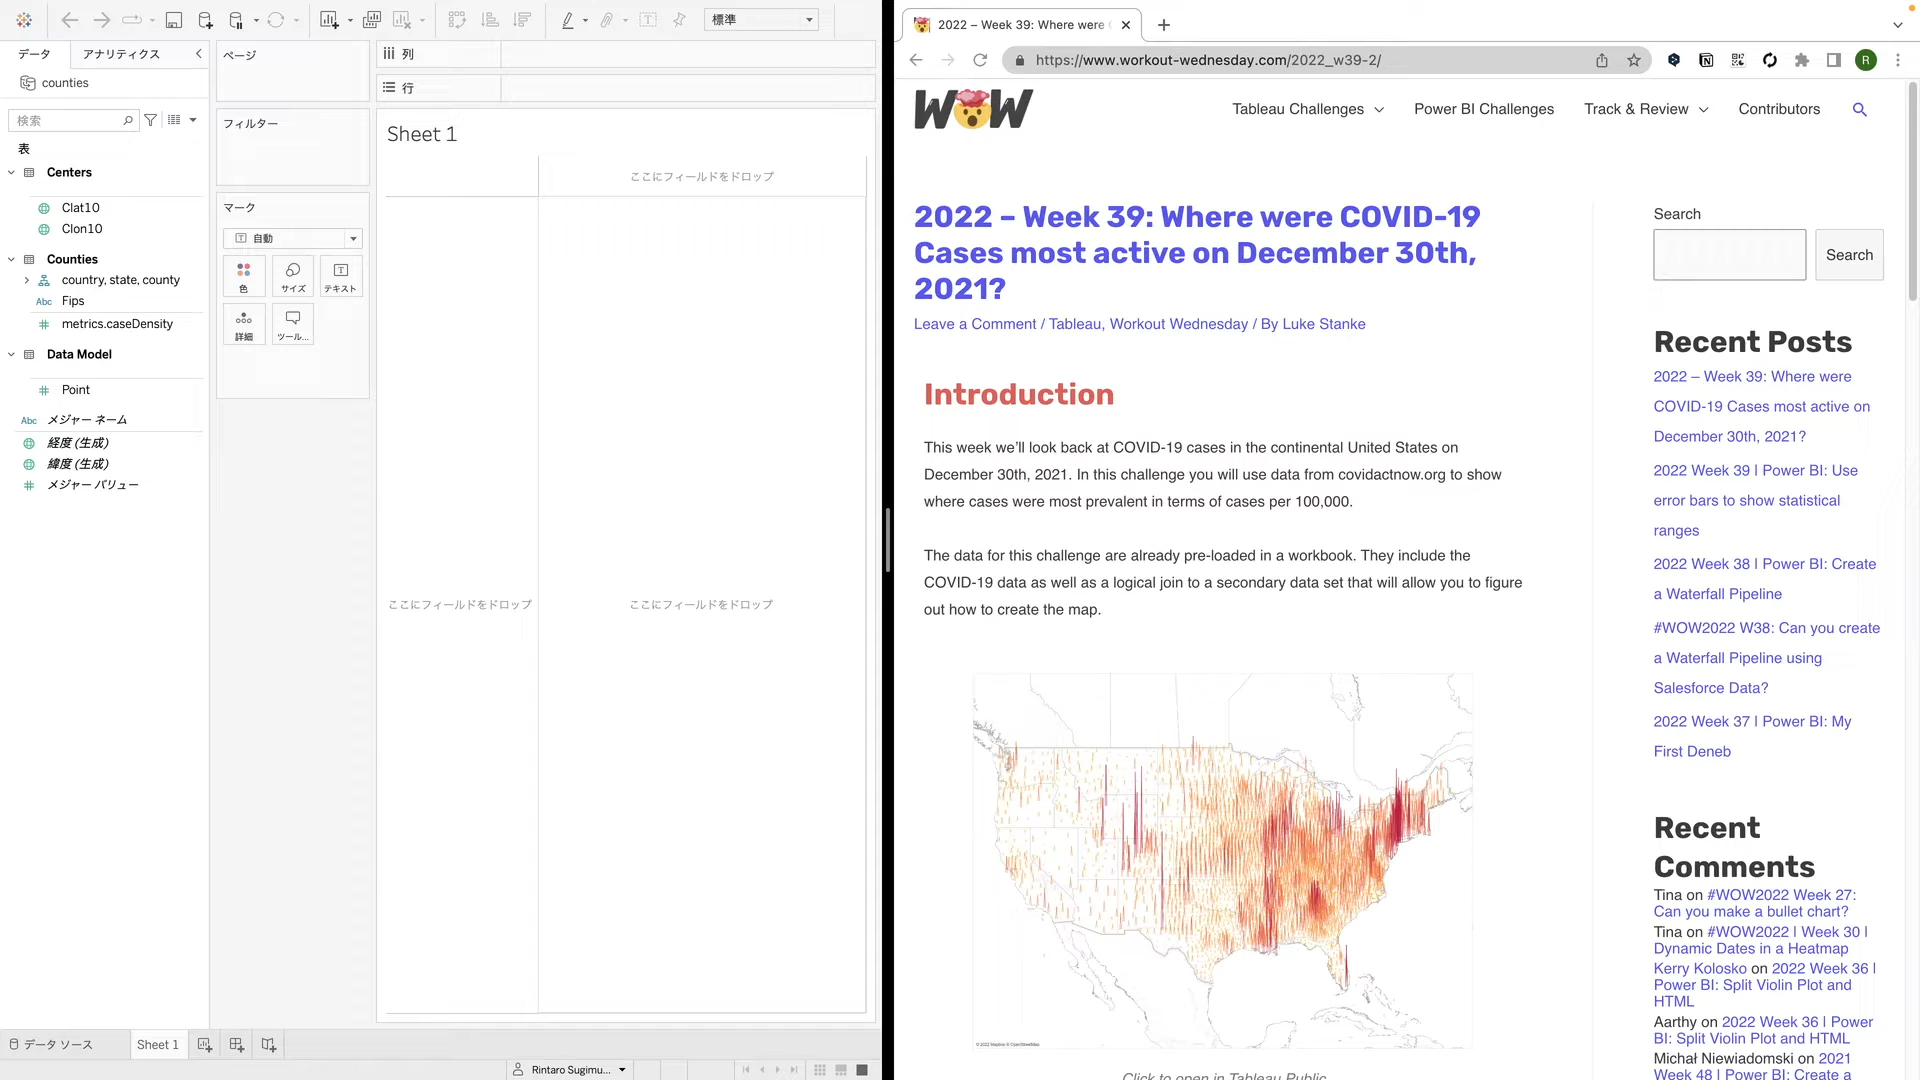 標準
データ
アナリティクス
counties
検索
表
Centers
Clat10
Clon10
Counties
country, state, county
Abc Fips
metrics.caseDensity
Data Model
Point
Abc メジャー ネーム
経度 (生成)
緯度 (生成)
メジャー バリュー
ページ
フィルター
マーク
自動
色
サイズ
テキスト
詳細
ツール...
列
行
Sheet 1
ここにフィールドをドロップ
ここにフィールドをドロップ
ここにフィールドをドロップ
データ ソース
Sheet 1
Rintaro Sugimu...
2022 – Week 39: Where were
https://www.workout-wednesday.com/2022_w39-2/
R
WOW
Tableau Challenges
Power BI Challenges
Track & Review
Contributors
2022 – Week 39: Where were COVID-19
Cases most active on December 30th,
2021?
Leave a Comment / Tableau, Workout Wednesday / By Luke Stanke
Introduction
This week we’ll look back at COVID-19 cases in the continental United States on
December 30th, 2021. In this challenge you will use data from covidactnow.org to show
where cases were most prevalent in terms of cases per 100,000.
The data for this challenge are already pre-loaded in a workbook. They include the
COVID-19 data as well as a logical join to a secondary data set that will allow you to figure
out how to create the map.
© 2022 Mapbox © OpenStreetMap
Click to open in Tableau Public
Search
Search
Recent Posts
2022 – Week 39: Where were
COVID-19 Cases most active on
December 30th, 2021?
2022 Week 39 | Power BI: Use
error bars to show statistical
ranges
2022 Week 38 | Power BI: Create
a Waterfall Pipeline
#WOW2022 W38: Can you create
a Waterfall Pipeline using
Salesforce Data?
2022 Week 37 | Power BI: My
First Deneb
Recent
Comments
Tina on #WOW2022 Week 27:
Can you make a bullet chart?
Tina on #WOW2022 | Week 30 |
Dynamic Dates in a Heatmap
Kerry Kolosko on 2022 Week 36 |
Power BI: Split Violin Plot and
HTML
Aarthy on 2022 Week 36 | Power
BI: Split Violin Plot and HTML
Michał Niewiadomski on 2021
Week 48 | Power BI: Create a